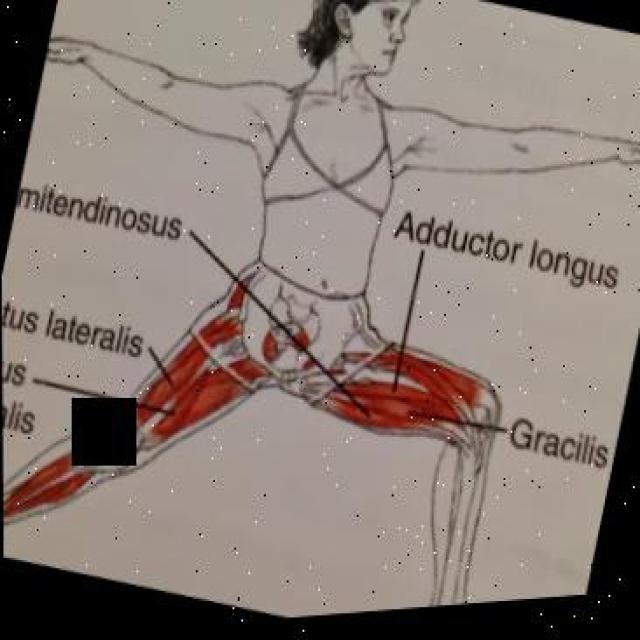 mitendinosus
Adductor longus
tus lateralis
us
alis
Gracilis